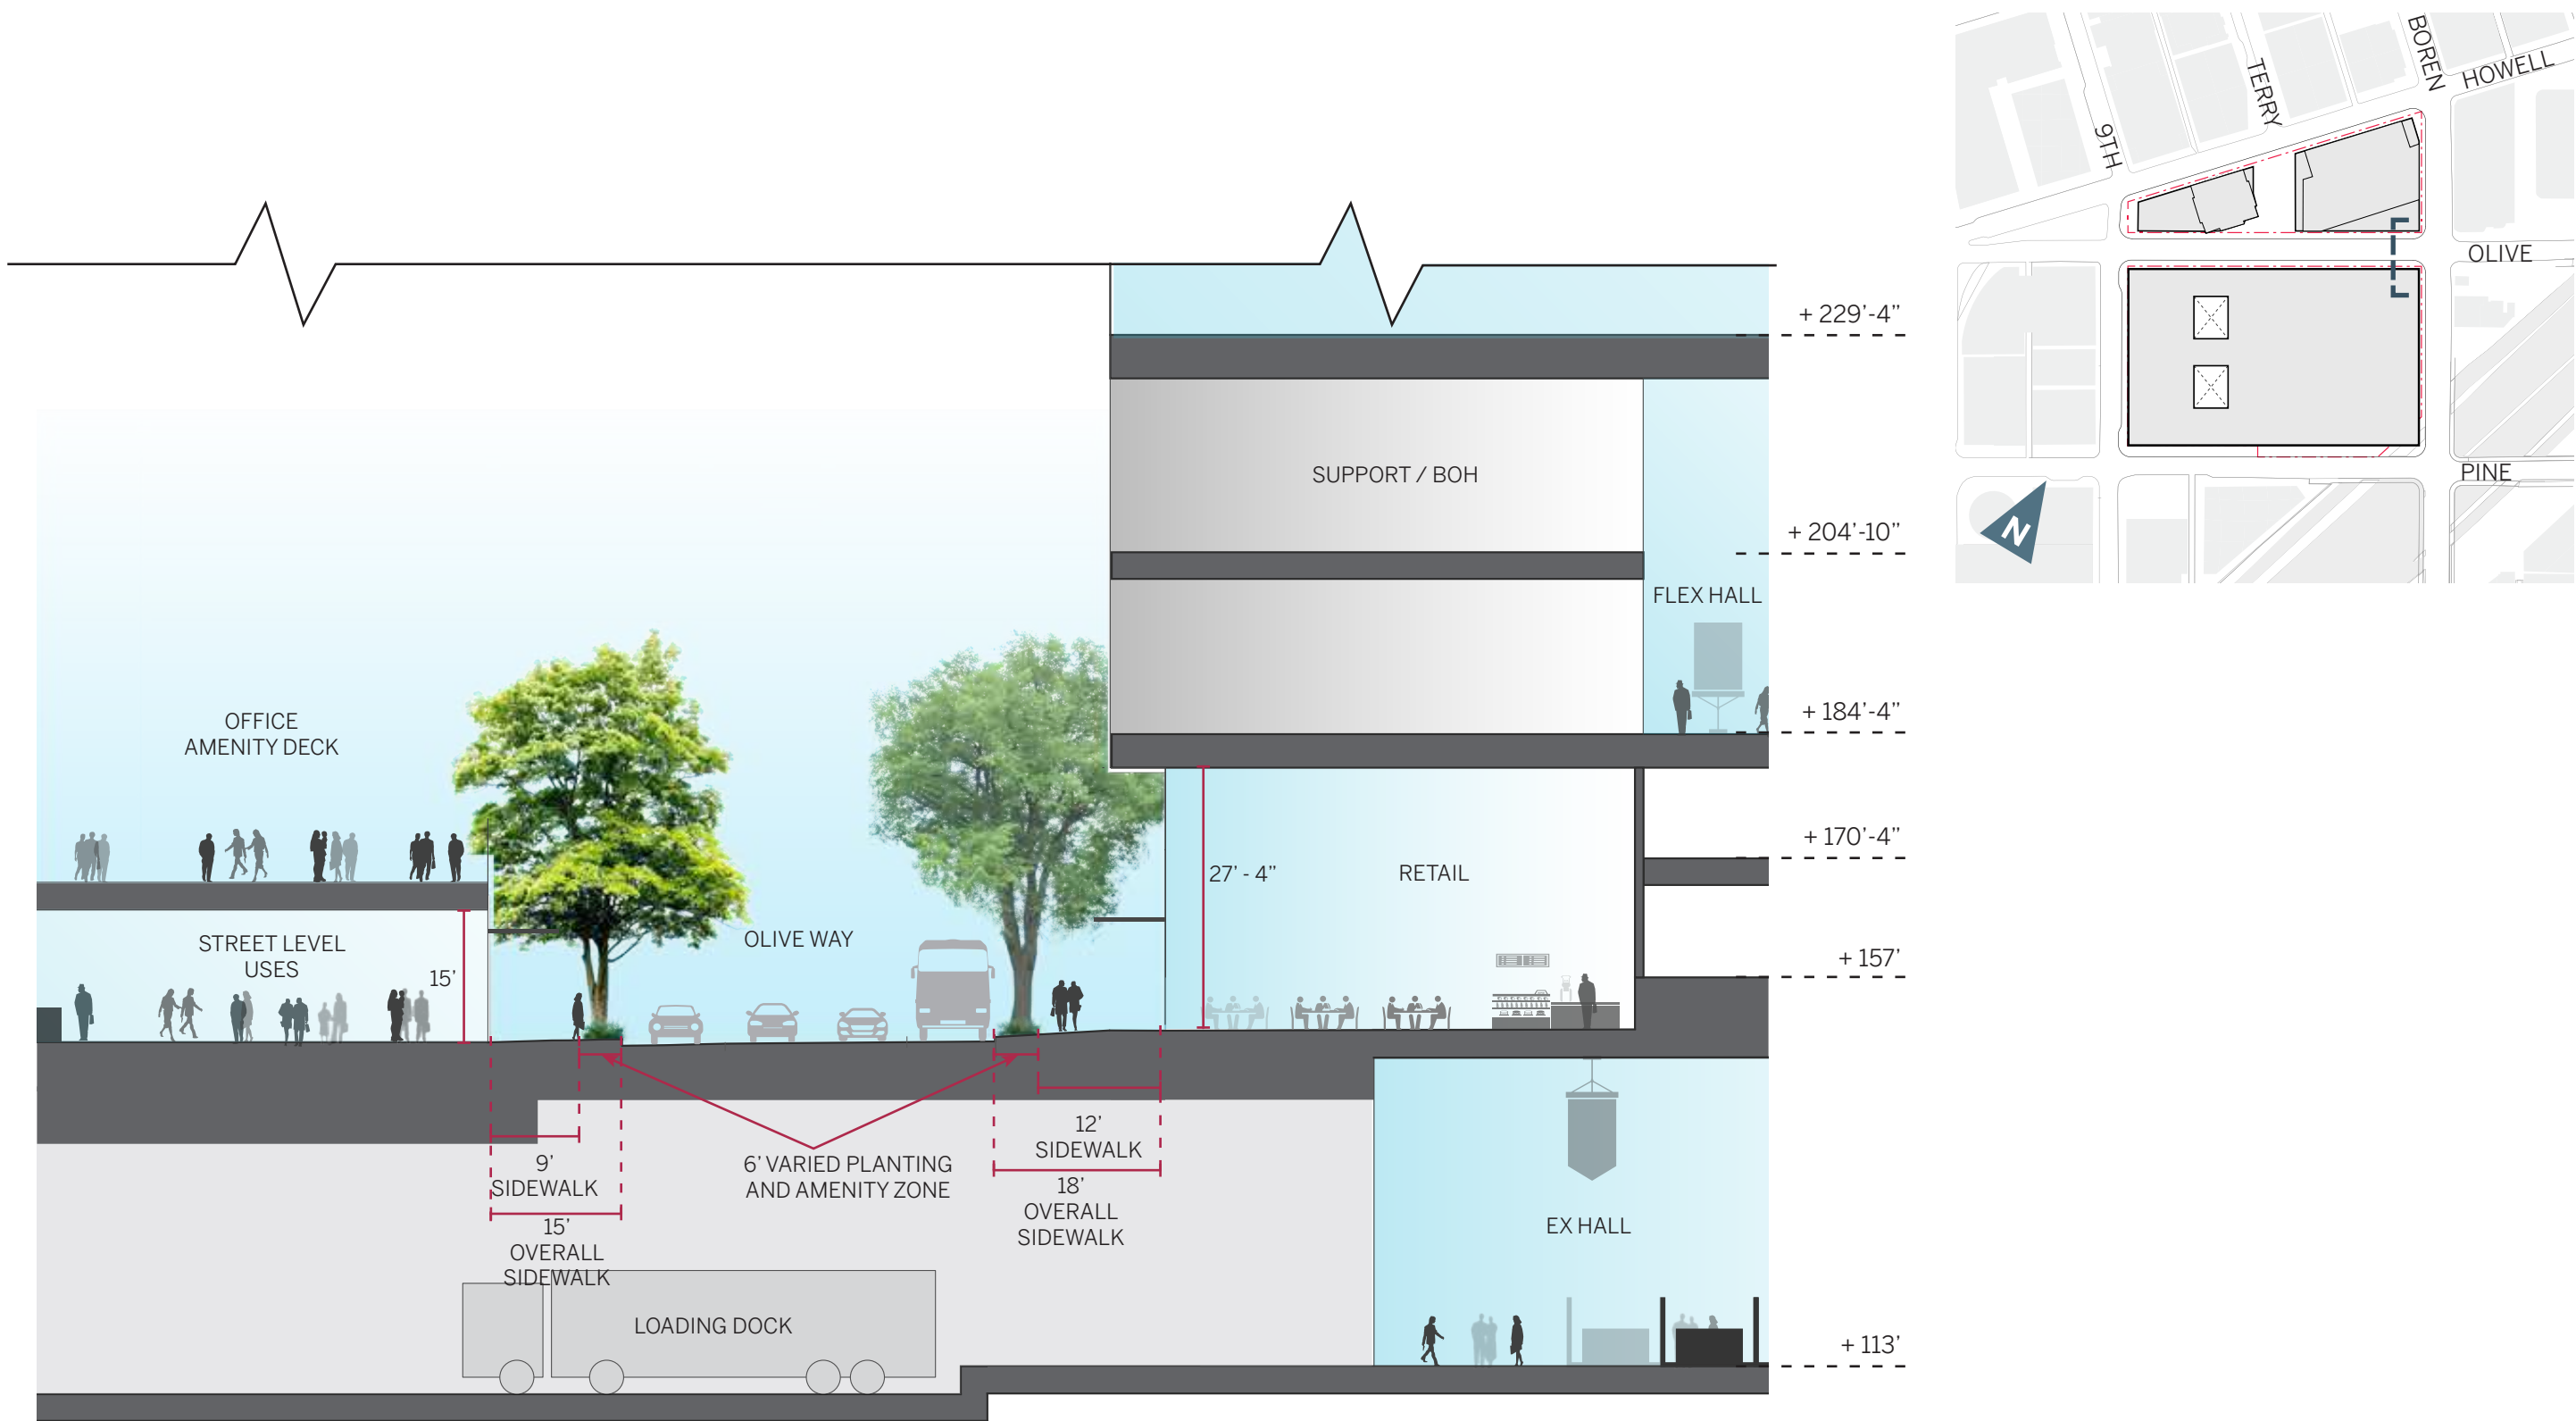 BOREN
HOWELL
TERRY
9TH
OLIVE
PINE
N
+ 229’-4”
SUPPORT / BOH
+ 204’-10”
FLEX HALL
+ 184’-4”
OFFICE
AMENITY DECK
+ 170’-4”
27’ - 4”
RETAIL
STREET LEVEL
USES
OLIVE WAY
15’
+ 157’
12’
SIDEWALK
9’
SIDEWALK
6’ VARIED PLANTING
AND AMENITY ZONE
18’
OVERALL
SIDEWALK
15’
OVERALL
SIDEWALK
EX HALL
LOADING DOCK
+ 113’